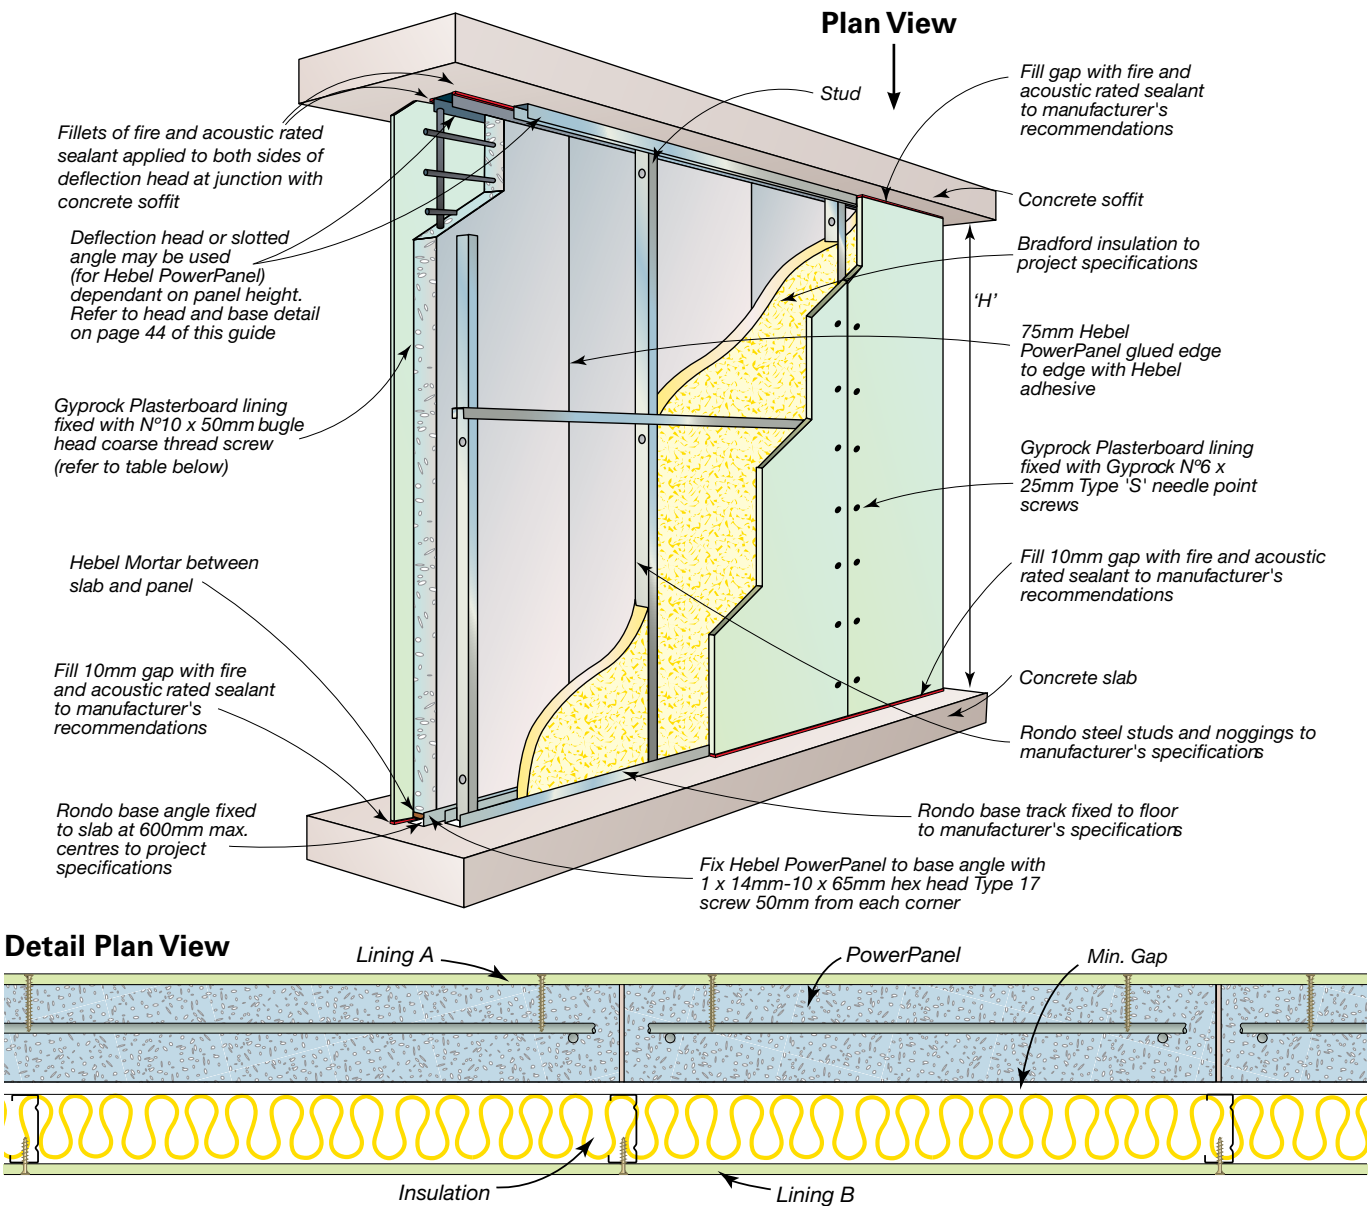 Plan View
Stud
Fill gap with fire and
acoustic rated sealant
to manufacturer's
recommendations
Fillets of fire and acoustic rated
sealant applied to both sides of
deflection head at junction with
concrete soffit
Concrete soffit
Deflection head or slotted
angle may be used
(for Hebel PowerPanel)
dependant on panel height.
Refer to head and base detail
on page 44 of this guide
Bradford insulation to
project specifications
'H'
75mm Hebel
PowerPanel glued edge
to edge with Hebel
adhesive
Gyprock Plasterboard lining
fixed with Nº10 x 50mm bugle
head coarse thread screw
(refer to table below)
Gyprock Plasterboard lining
fixed with Gyprock Nº6 x
25mm Type 'S' needle point
screws
Hebel Mortar between
slab and panel
Fill 10mm gap with fire and acoustic
rated sealant to manufacturer's
recommendations
Fill 10mm gap with fire
and acoustic rated sealant
to manufacturer's
recommendations
Concrete slab
Rondo steel studs and noggings to
manufacturer's specifications
Rondo base angle fixed
to slab at 600mm max.
centres to project
specifications
Rondo base track fixed to floor
to manufacturer's specifications
Fix Hebel PowerPanel to base angle with
1 x 14mm-10 x 65mm hex head Type 17
screw 50mm from each corner
Detail Plan View
Lining A
PowerPanel
Min. Gap
Insulation
Lining B